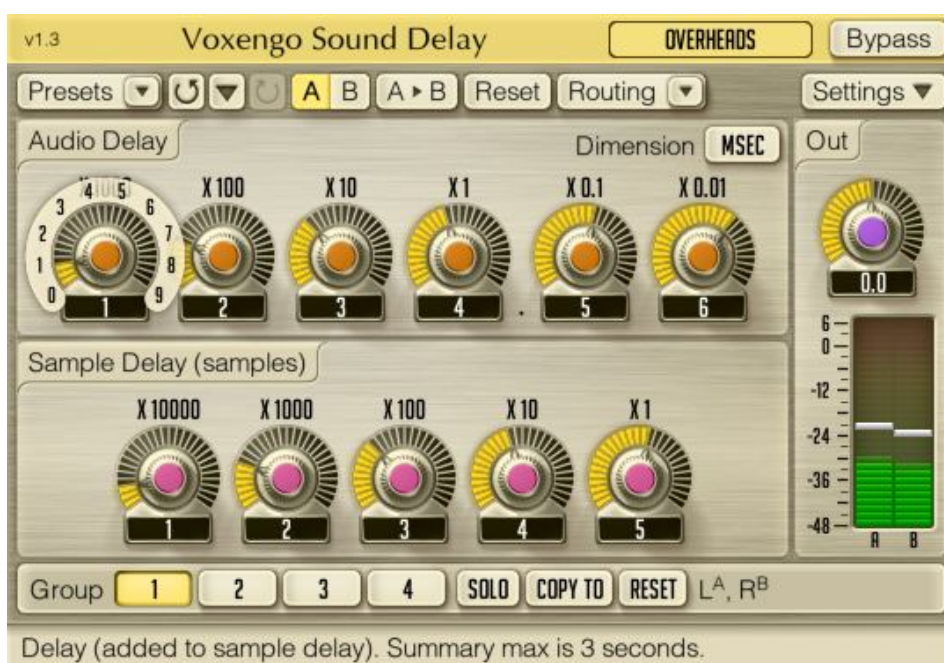 v1.3 Voxengo Sound Delay OVERHEADS Bypass
Presets A B A ▸ B Reset Routing Settings
Audio Delay Dimension MSEC Out
X 100 X 10 X 1 X 0.1 X 0.01
0 1 2 3 4 5 6 7 8 9
1 2 3 4 . 5 6 0.0
Sample Delay (samples)
X 10000 X 1000 X 100 X 10 X 1
1 2 3 4 5
6
0
-12
-24
-36
-48
A B
Group 1 2 3 4 SOLO COPY TO RESET Lᴬ, Rᴮ
Delay (added to sample delay). Summary max is 3 seconds.